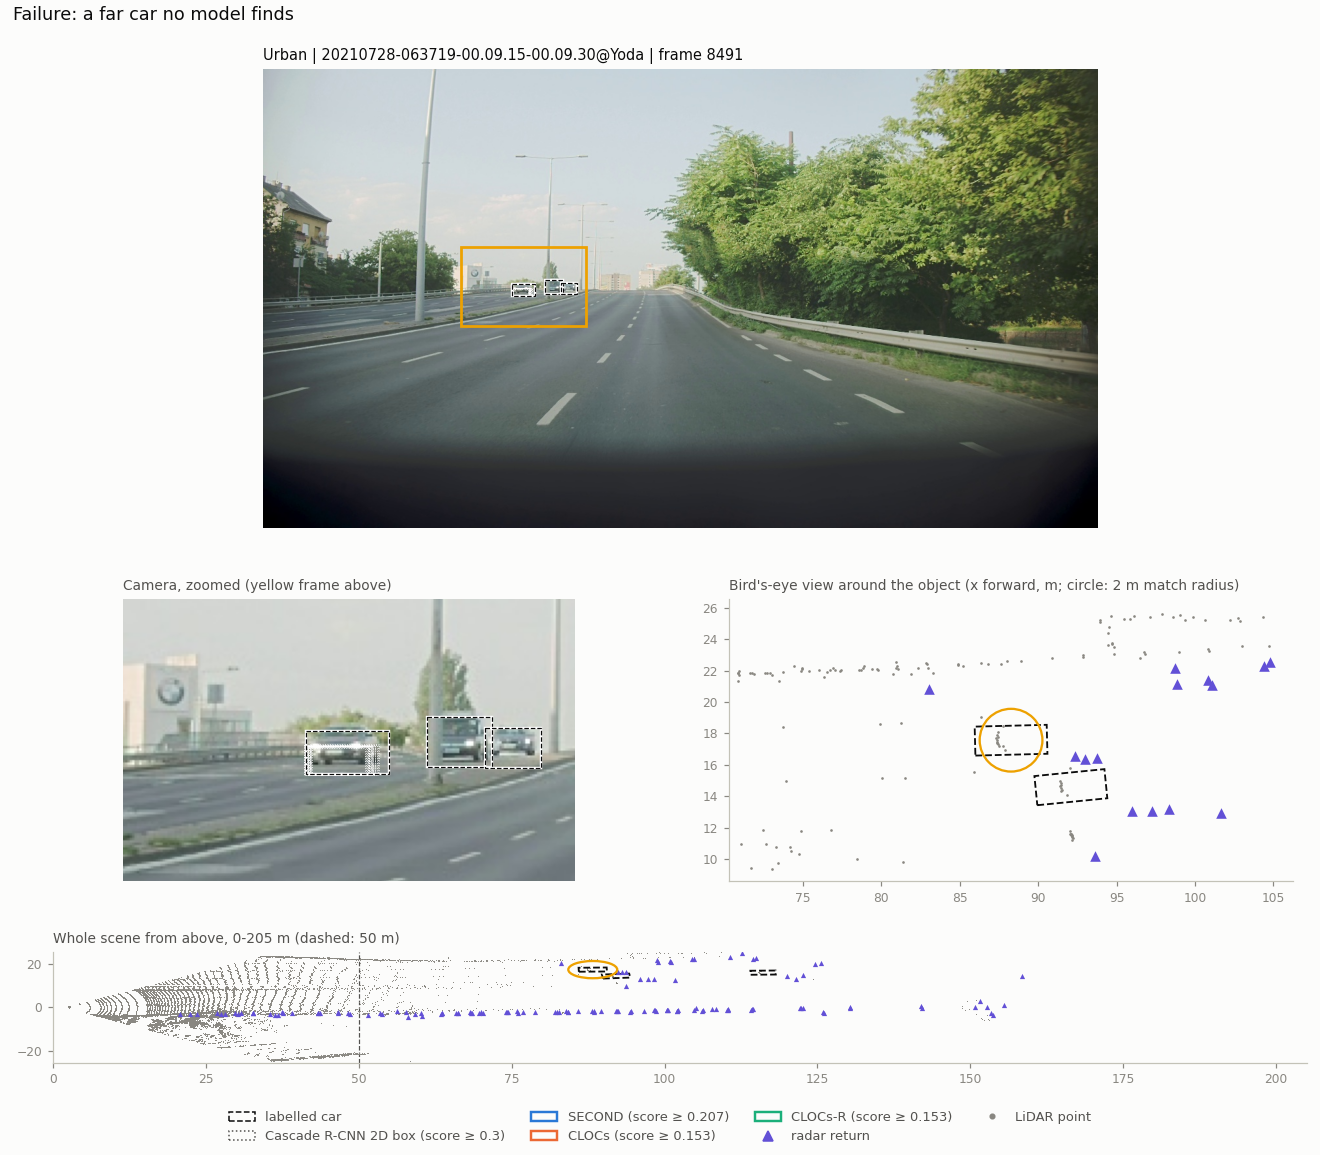 Failure: a far car no model finds
Urban | 20210728-063719-00.09.15-00.09.30@Yoda | frame 8491
Camera, zoomed (yellow frame above)
Bird's-eye view around the object (x forward, m; circle: 2 m match radius)
26
24
22
20
18
16
14
12
10
75 80 85 90 95 100 105
Whole scene from above, 0-205 m (dashed: 50 m)
20
0
−20
0 25 50 75 100 125 150 175 200
labelled car
Cascade R-CNN 2D box (score ≥ 0.3)
SECOND (score ≥ 0.207)
CLOCs (score ≥ 0.153)
CLOCs-R (score ≥ 0.153)
radar return
LiDAR point